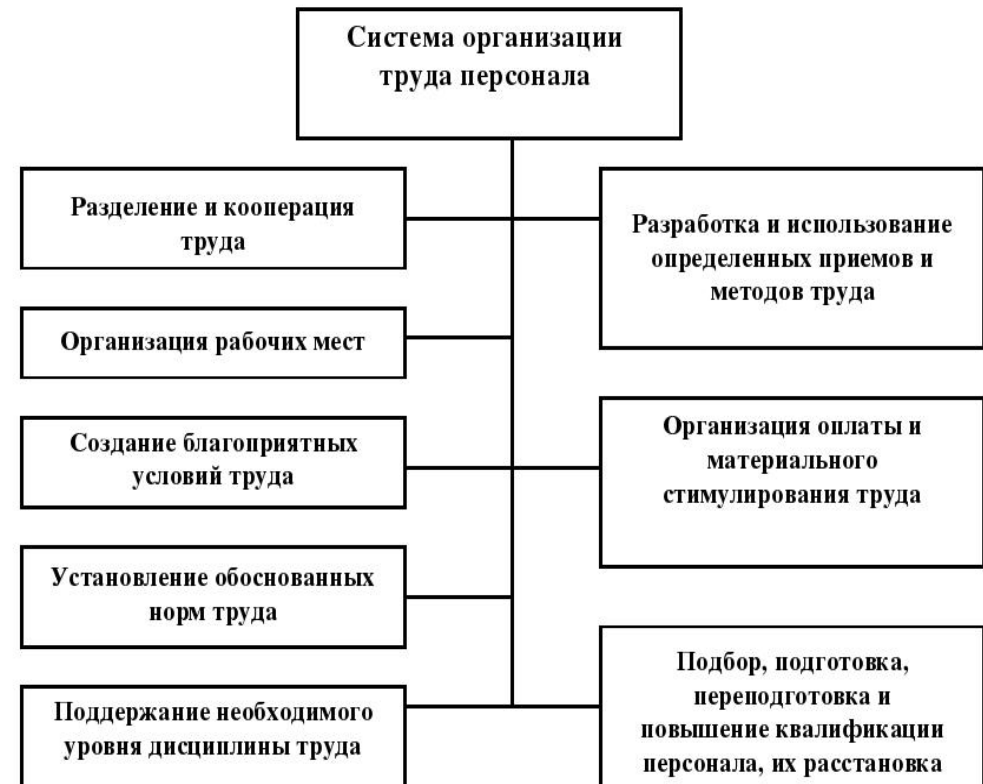 Система организации
труда персонала
Разделение и кооперация
труда
Организация рабочих мест
Создание благоприятных
условий труда
Установление обоснованных
норм труда
Поддержание необходимого
уровня дисциплины труда
Разработка и использование
определенных приемов и
методов труда
Организация оплаты и
материального
стимулирования труда
Подбор, подготовка,
переподготовка и
повышение квалификации
персонала, их расстановка